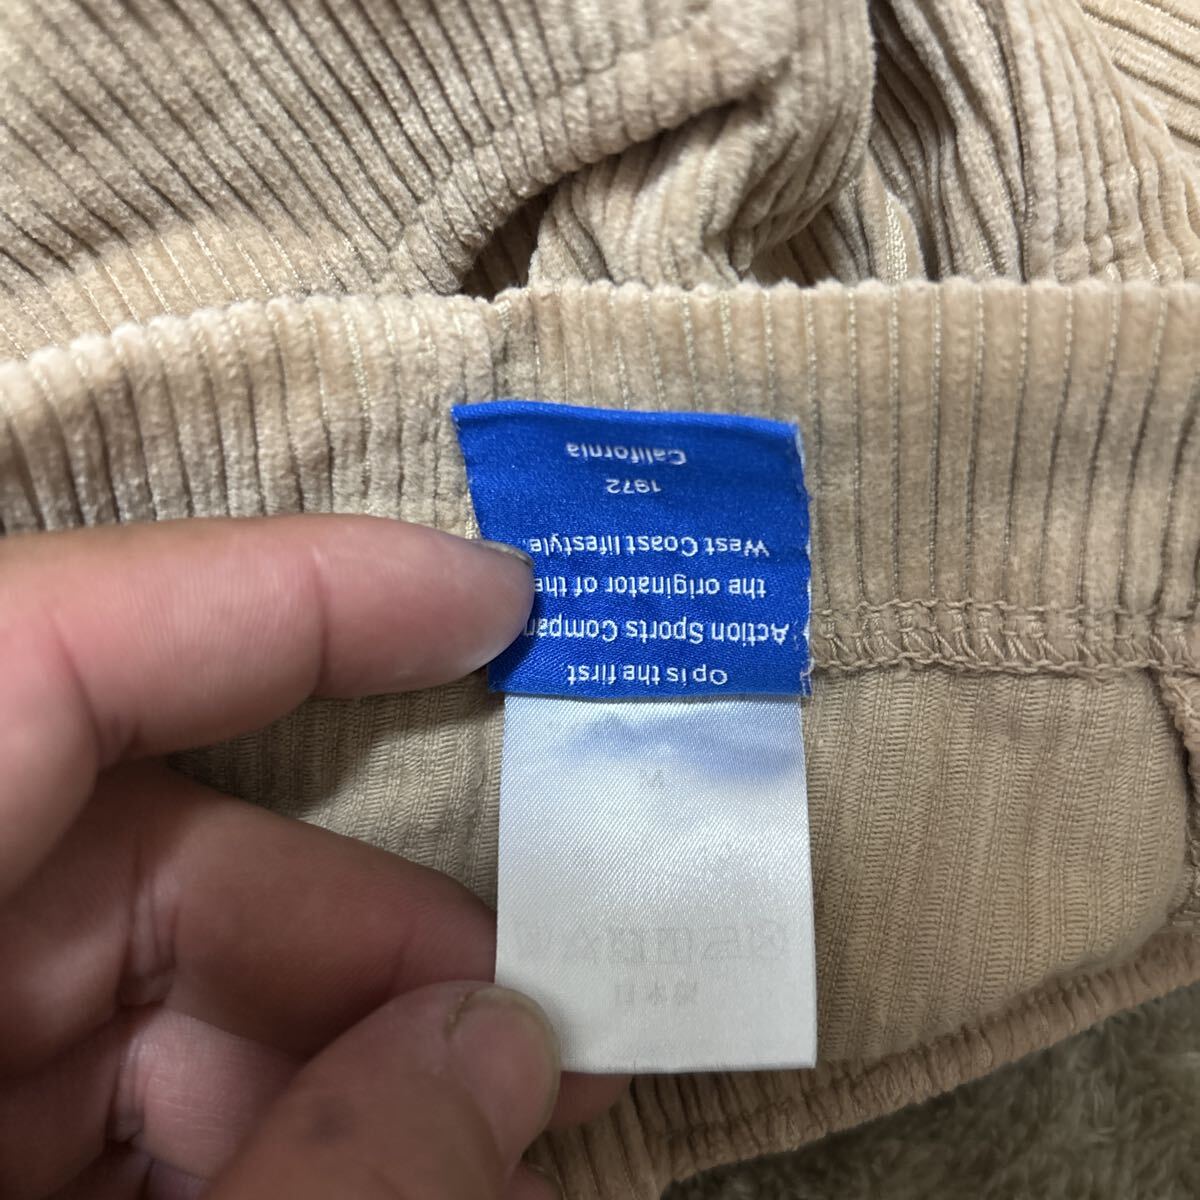 Op is the first
Action Sports Compan
the originator of the
West Coast lifestyle.
1972
California
M